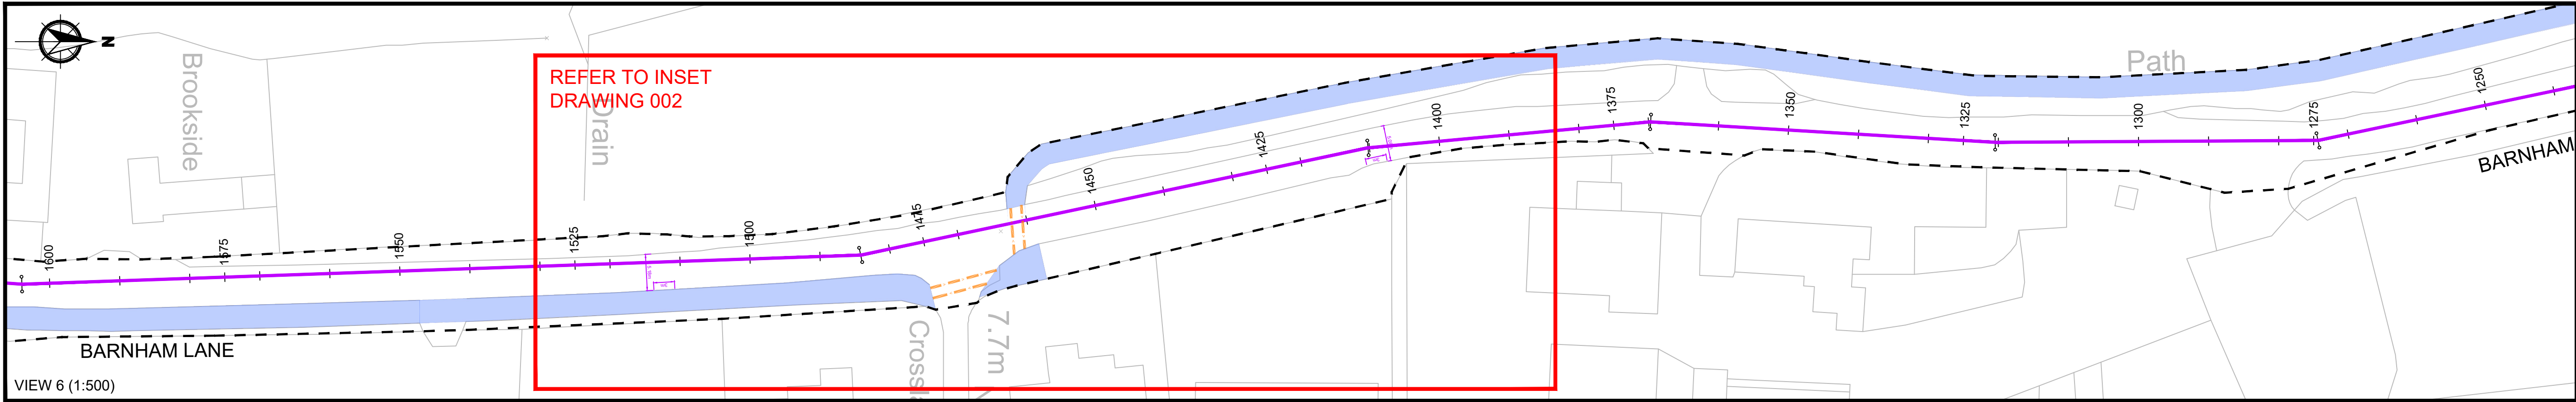 N
Brookside
REFER TO INSET
DRAWING 002
Drain
Path
1600
1575
1550
1525
1500
1475
1450
1425
1400
1375
1350
1325
1300
1275
1250
BARNHAM
BARNHAM LANE
7.7m
VIEW 6 (1:500)